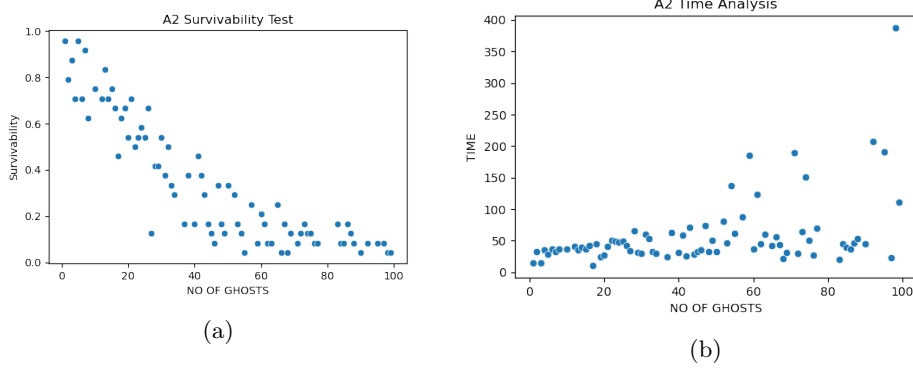 A2 Survivability Test
1.0
0.8
0.6
0.4
0.2
0.0
Survivability
0 20 40 60 80 100
NO OF GHOSTS
(a)
A2 Time Analysis
400
350
300
250
200
150
100
50
0
TIME
0 20 40 60 80 100
NO OF GHOSTS
(b)